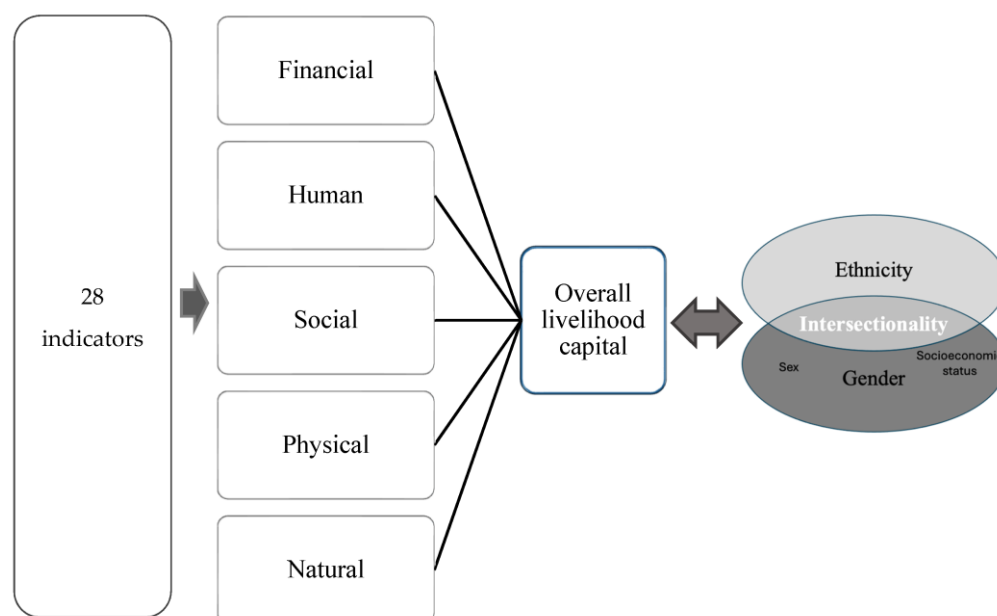 28
indicators
Financial
Human
Social
Physical
Natural
Overall
livelihood
capital
Ethnicity
Intersectionality
Sex
Socioeconomic
status
Gender